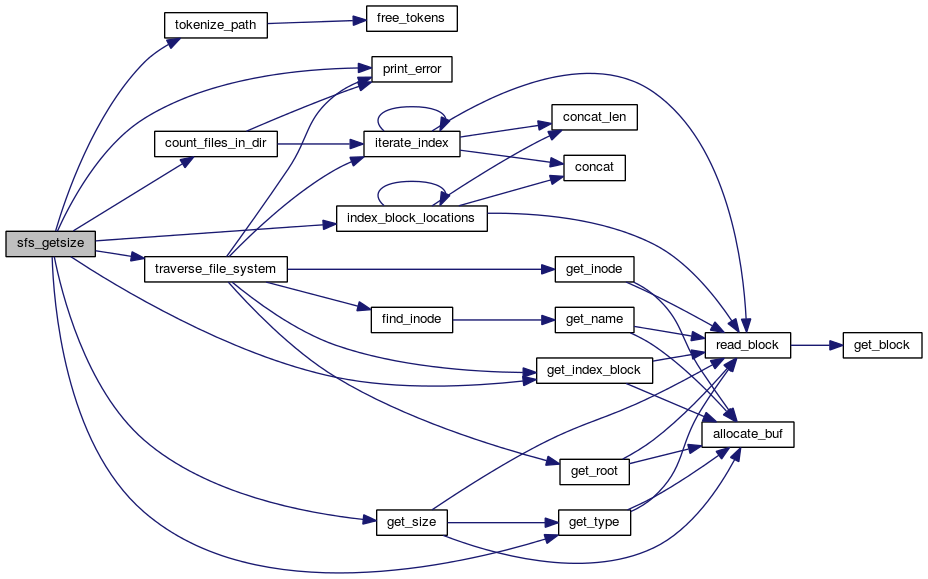 tokenize_path
free_tokens
print_error
concat_len
count_files_in_dir
iterate_index
concat
index_block_locations
sfs_getsize
traverse_file_system
get_inode
find_inode
get_name
read_block
get_block
get_index_block
allocate_buf
get_root
get_size
get_type